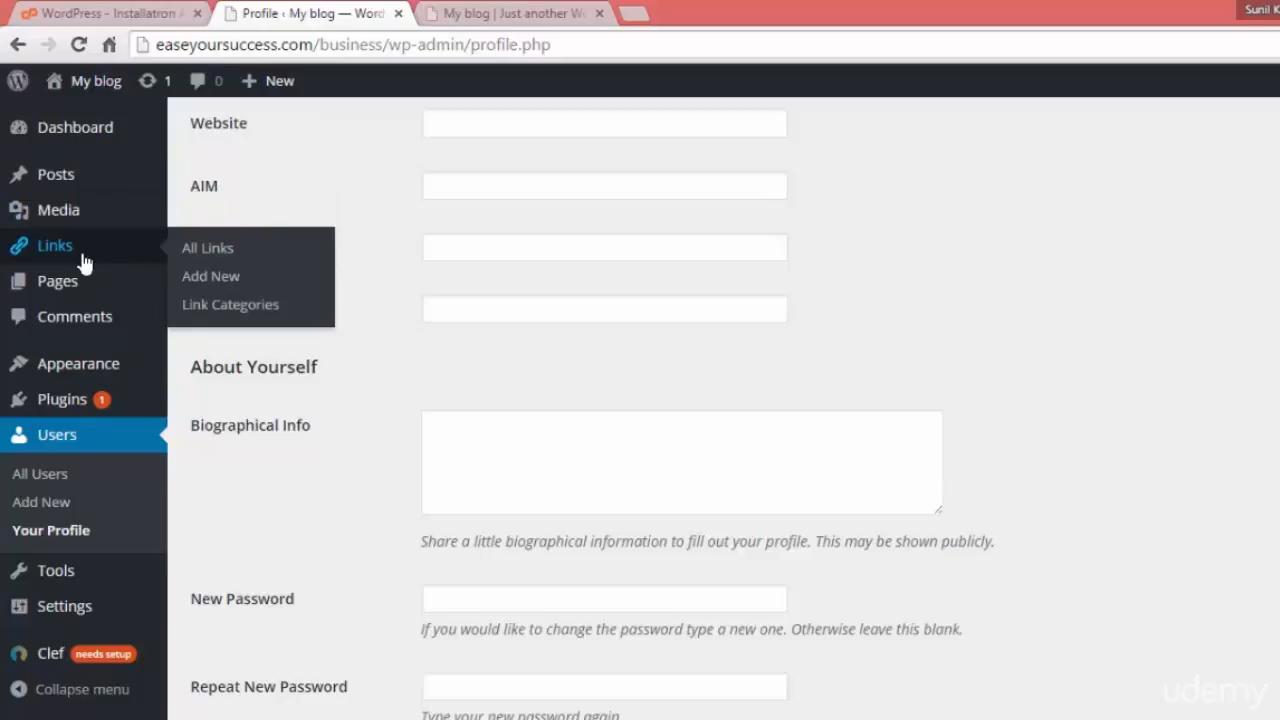 WordPress - Installatron
Profile ‹ My blog — Word
My blog | Just another W
Sunil K
easeyoursuccess.com/business/wp-admin/profile.php
My blog 1 0 New
Dashboard
Posts
Media
Links
Pages
Comments
Appearance
Plugins 1
Users
All Users
Add New
Your Profile
Tools
Settings
Clef needs setup
Collapse menu
All Links
Add New
Link Categories
Website
AIM
About Yourself
Biographical Info
Share a little biographical information to fill out your profile. This may be shown publicly.
New Password
If you would like to change the password type a new one. Otherwise leave this blank.
Repeat New Password
Type your new password again
udemy